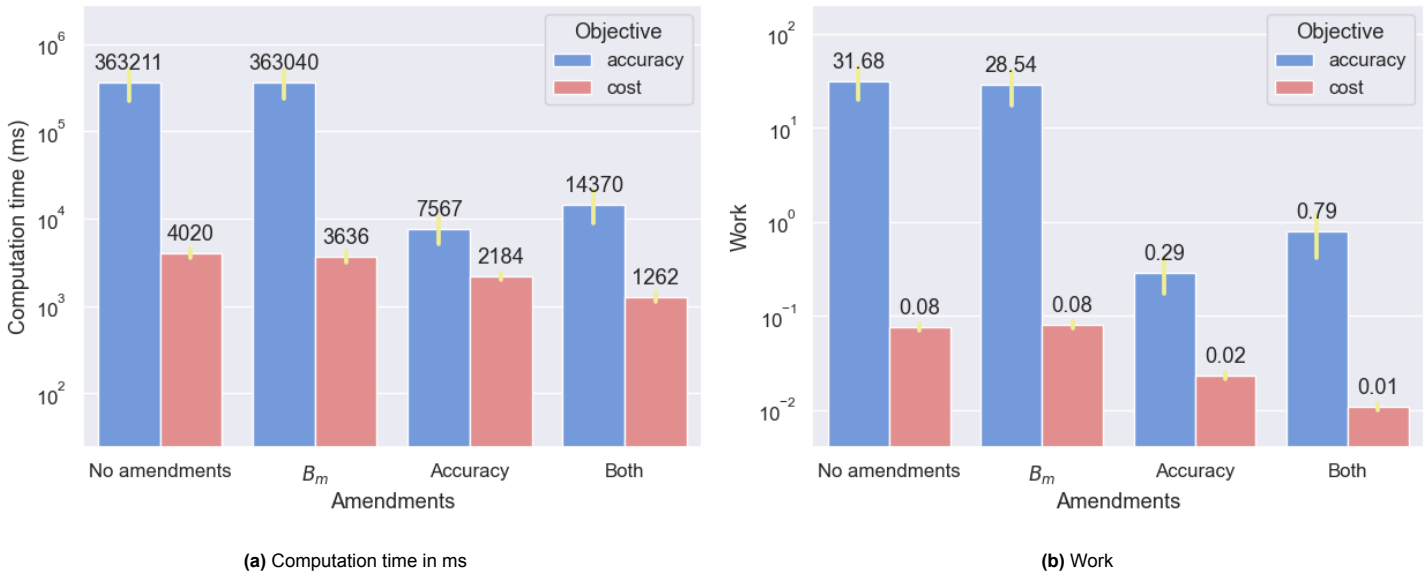 Computation time (ms)
10^6
10^5
10^4
10^3
10^2
363211
363040
4020
3636
7567
2184
14370
1262
Objective
accuracy
cost
No amendments
B_m
Accuracy
Both
Amendments
(a) Computation time in ms
Work
10^2
10^1
10^0
10^−1
10^−2
31.68
28.54
0.08
0.08
0.29
0.02
0.79
0.01
Objective
accuracy
cost
No amendments
B_m
Accuracy
Both
Amendments
(b) Work